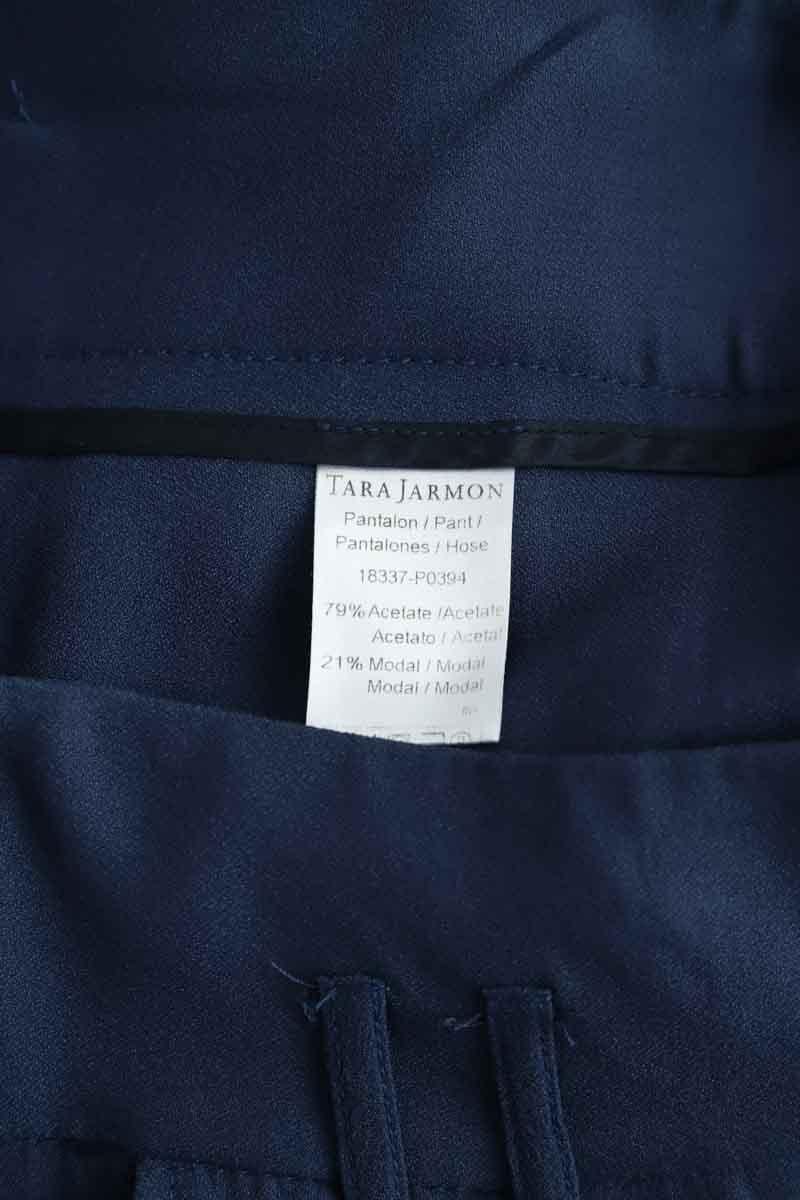 TARA JARMON
Pantalon / Pant /
Pantalones / Hose
18337-P0394
79% Acetate /Acetate
Acetato / Acetat
21% Modal / Modal
Modal / Modal